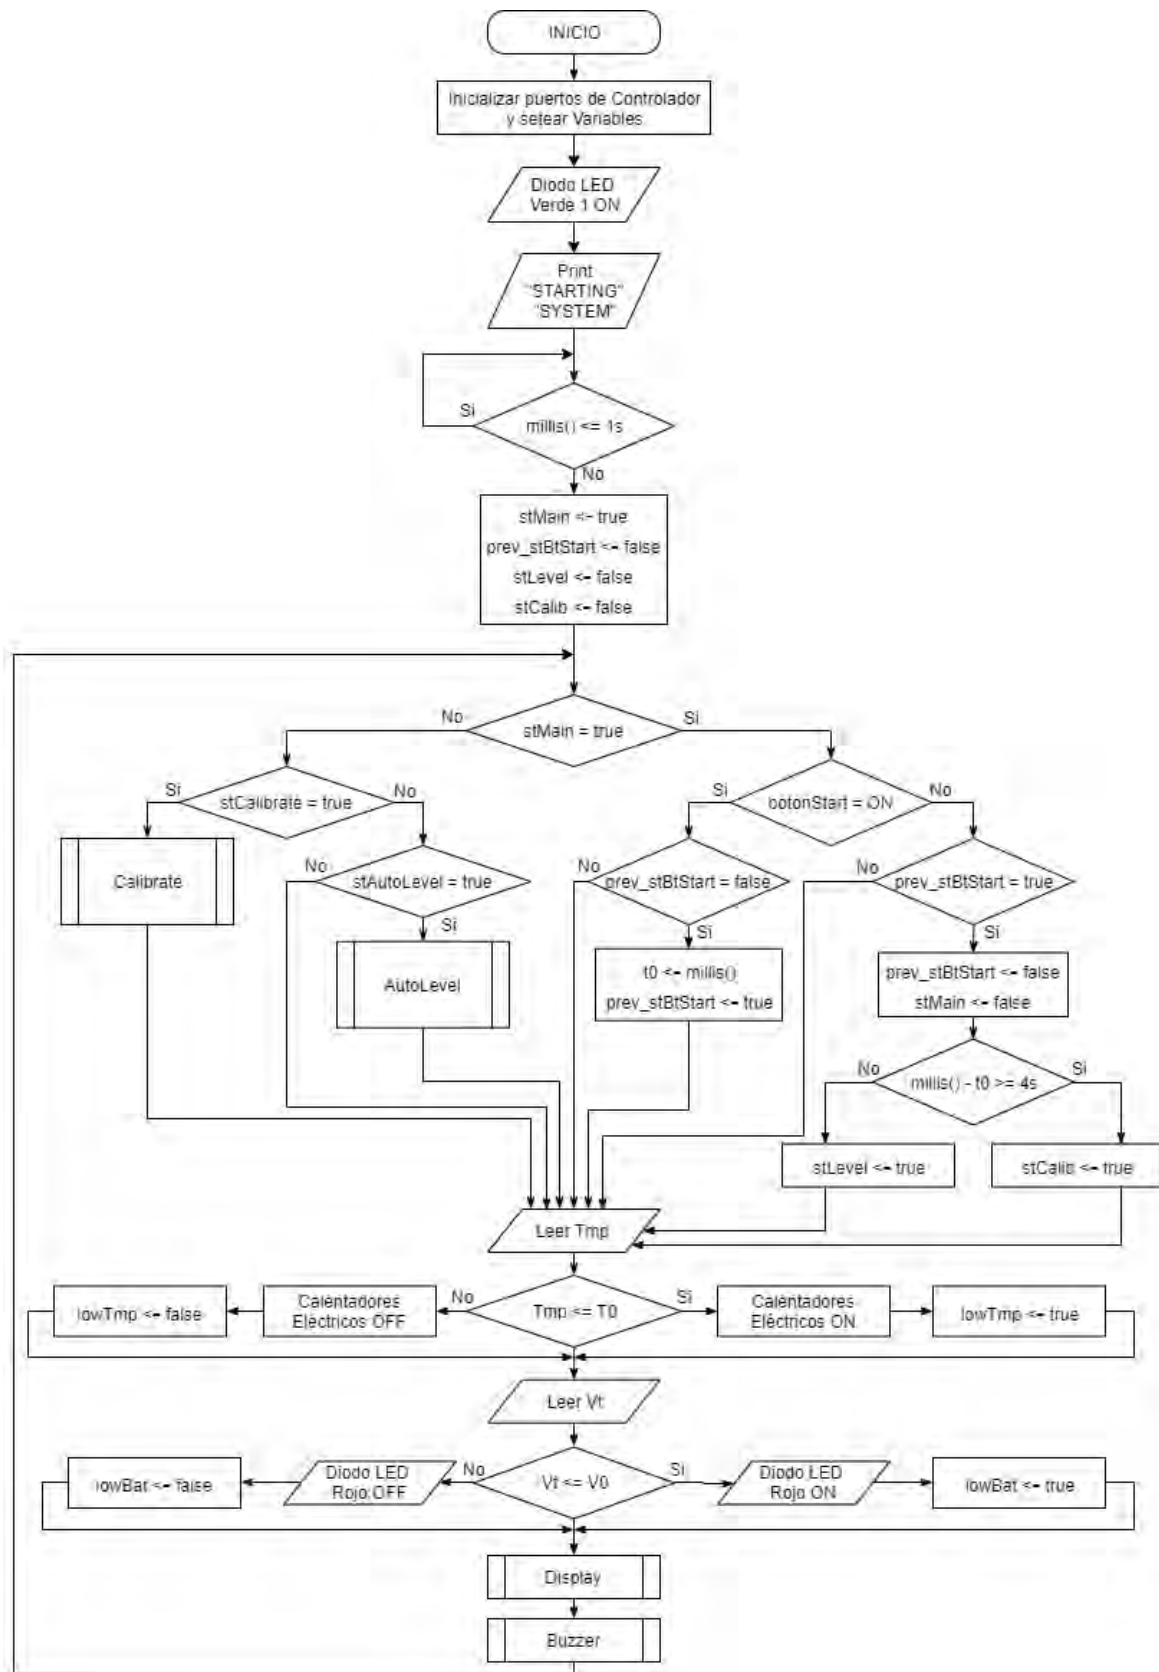 INICIO
Inicializar puertos de Controlador
y setear Variables
Diodo LED
Verde 1 ON
Print
"STARTING"
"SYSTEM"
Si
millis() <= 1s
No
stMain <- true
prev_stBtStart <- false
stLevel <- false
stCalib <- false
No
stMain = true
Si
Si
stCalibrate = true
No
Si
botonStart = ON
No
Calibrate
No
stAutoLevel = true
Si
No
prev_stBtStart = false
Si
No
prev_stBtStart = true
Si
AutoLevel
t0 <- millis()
prev_stBtStart <- true
prev_stBtStart <- false
stMain <- false
No
millis() - t0 >= 4s
Si
stLevel <- true
stCalib <- true
Leer Tmp
lowTmp <- false
Calentadores
Eléctricos OFF
No
Tmp <= T0
Si
Calentadores
Eléctricos ON
lowTmp <- true
Leer Vt
lowBat <- false
Diodo LED
Rojo OFF
No
Vt <= V0
Si
Diodo LED
Rojo ON
lowBat <- true
Display
Buzzer